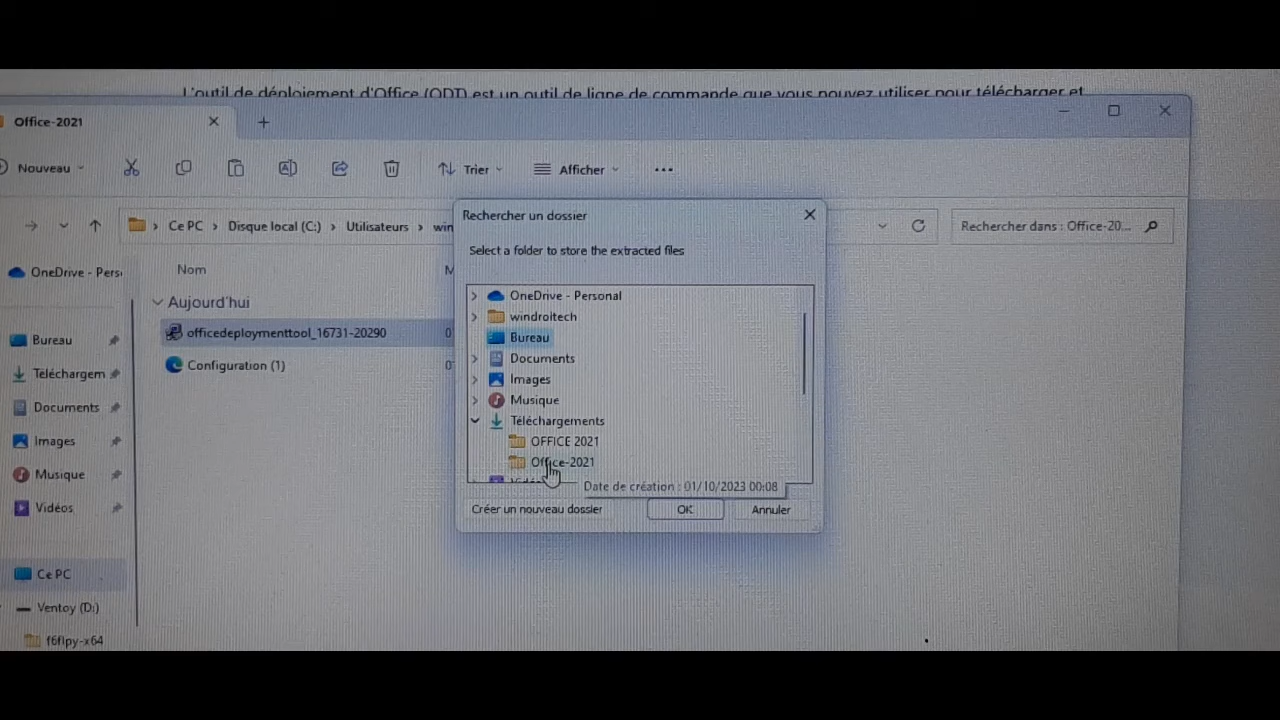 L'outil de déploiement d'Office (ODT) est un outil de ligne de commande que vous pouvez utiliser pour télécharger et
Office-2021
Nouveau
Trier
Afficher
Ce PC
Disque local (C:)
Utilisateurs
win
Rechercher dans : Office-20...
Rechercher un dossier
Select a folder to store the extracted files
OneDrive - Personal
windroitech
Bureau
Documents
Images
Musique
Téléchargements
OFFICE 2021
Office-2021
Date de création : 01/10/2023 00:08
Créer un nouveau dossier
OK
Annuler
Nom
M
Aujourd'hui
officedeploymenttool_16731-20290
0
Configuration (1)
0
OneDrive - Pers
Bureau
Téléchargem
Documents
Images
Musique
Vidéos
Ce PC
Ventoy (D:)
f6flpy-x64